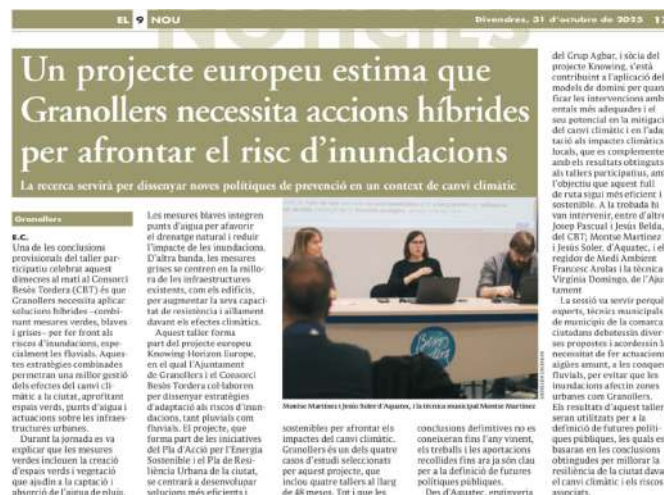 EL 9 NOU
Divendres, 31 d'octubre de 2025
NOTÍCIES
Un projecte europeu estima que
Granollers necessita accions híbrides
per afrontar el risc d'inundacions
La recerca servirà per dissenyar noves polítiques de prevenció en un context de canvi climàtic
Granollers
E.C.
Una de les conclusions
provisionals del taller par-
ticipatiu celebrat aquest
dimecres al matí al Consorci
Besòs Tordera (CBT) és que
Granollers necessita aplicar
solucions híbrides –combi-
nant mesures verdes, blaves
i grises– per fer front als
riscos d'inundacions, espe-
cialment les fluvials. Aques-
tes estratègies combinades
permetran una millor gestió
dels efectes del canvi cli-
màtic a la ciutat, aprofitant
espais verds, punts d'aigua i
actuacions sobre les infraes-
tructures urbanes.
Durant la jornada es va
explicar que les mesures
verdes inclouen la creació
d'espais verds i vegetació
que ajudin a la captació i
absorció de l'aigua de pluja.
Les mesures blaves integren
punts d'aigua per afavorir
el drenatge natural i reduir
l'impacte de les inundacions.
D'altra banda, les mesures
grises se centren en la millo-
ra de les infraestructures
existents, com els edificis,
per augmentar la seva capaci-
tat de resistència i aïllament
davant els efectes climàtics.
Aquest taller forma
part del projecte europeu
Knowing-Horizon Europe,
en el qual l'Ajuntament
de Granollers i el Consorci
Besòs Tordera col·laboren
per dissenyar estratègies
d'adaptació als riscos d'inun-
dacions, tant pluvials com
fluvials. El projecte, que
forma part de les iniciatives
del Pla d'Acció per l'Energia
Sostenible i el Pla de Resi-
liència Urbana de la ciutat,
se centrarà a desenvolupar
solucions més eficients i
Montse Martínez i Jesús Soler d'Aquatec, i la tècnica municipal Montse Martínez
sostenibles per afrontar els
impactes del canvi climàtic.
Granollers és un dels quatre
casos d'estudi seleccionats
per aquest projecte, que
inclou quatre tallers al llarg
de 48 mesos. Tot i que les
conclusions definitives no es
coneixeran fins l'any vinent,
els treballs i les aportacions
recollides fins ara ja són clau
per a la definició de futures
polítiques públiques.
Des d'Aquatec, enginyeria
del Grup Agbar, i sòcia del
projecte Knowing, s'està
contribuint a l'aplicació dels
models de domini per quan
ficar les intervencions amb
entals més adequades i el
seu potencial en la mitigaci
del canvi climàtic i en l'ada
tació als impactes climàtics
locals, que es complemente
amb els resultats obtinguts
als tallers participatius, am
l'objectiu que aquest full
de ruta sigui més eficient i
sostenible. A la trobada hi
van intervenir, entre d'altre
Josep Pascual i Jesús Belda,
del CBT; Montse Martínez
i Jesús Soler, d'Aquatec, i el
regidor de Medi Ambient
Francesc Arolas i la tècnica
Virginia Domingo, de l'Aju
tament
La sessió va servir perquè
experts, tècnics municipals
de municipis de la comarca
ciutadans debatessin diver-
ses propostes i acordessin la
necessitat de fer actuacions
aigües amunt, a les conques
fluvials, per evitar que les
inundacions afectin zones
urbanes com Granollers.
Els resultats d'aquest taller
seran utilitzats per a la
definició de futures políti-
ques públiques, les quals es
basaran en les conclusions
obtingudes per millorar la
resiliència de la ciutat dava
el canvi climàtic i els riscos
associats.